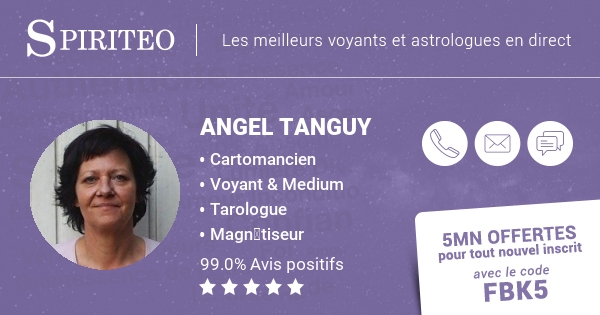 SPIRITEO
Les meilleurs voyants et astrologues en direct
ANGEL TANGUY
• Cartomancien
• Voyant & Medium
• Tarologue
• Magn▯tiseur
99.0% Avis positifs
5MN OFFERTES
pour tout nouvel inscrit
avec le code
FBK5